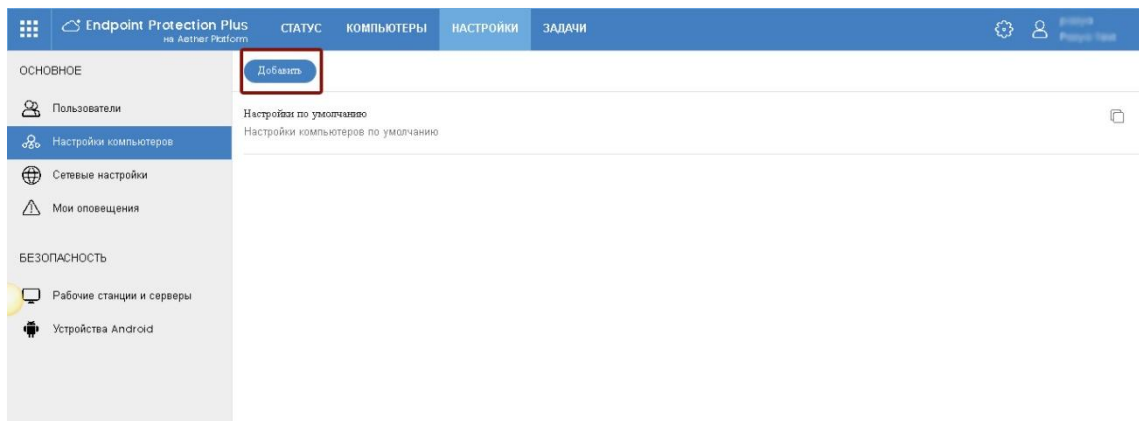 Endpoint Protection Plus
на Aether Platform
СТАТУС
КОМПЬЮТЕРЫ
НАСТРОЙКИ
ЗАДАЧИ
ОСНОВНОЕ
Добавить
Пользователи
Настройки по умолчанию
Настройки компьютеров по умолчанию
Настройки компьютеров
Сетевые настройки
Мои оповещения
БЕЗОПАСНОСТЬ
Рабочие станции и серверы
Устройства Android